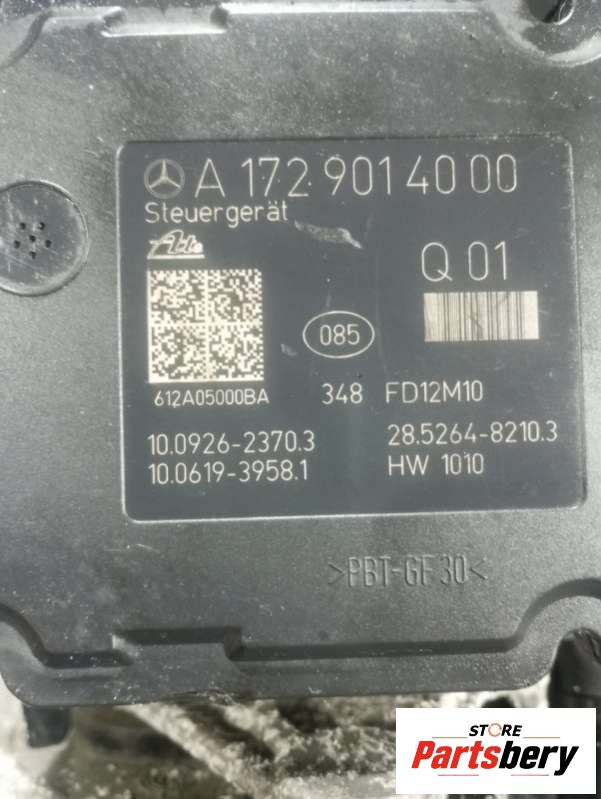 A 172 901 40 00
Steuergerät
Ate
Q 01
085
612A05000BA 348 FD12M10
10.0926-2370.3 28.5264-8210.3
10.0619-3958.1 HW 1010
>PBT-GF30<
STORE
Partsbery